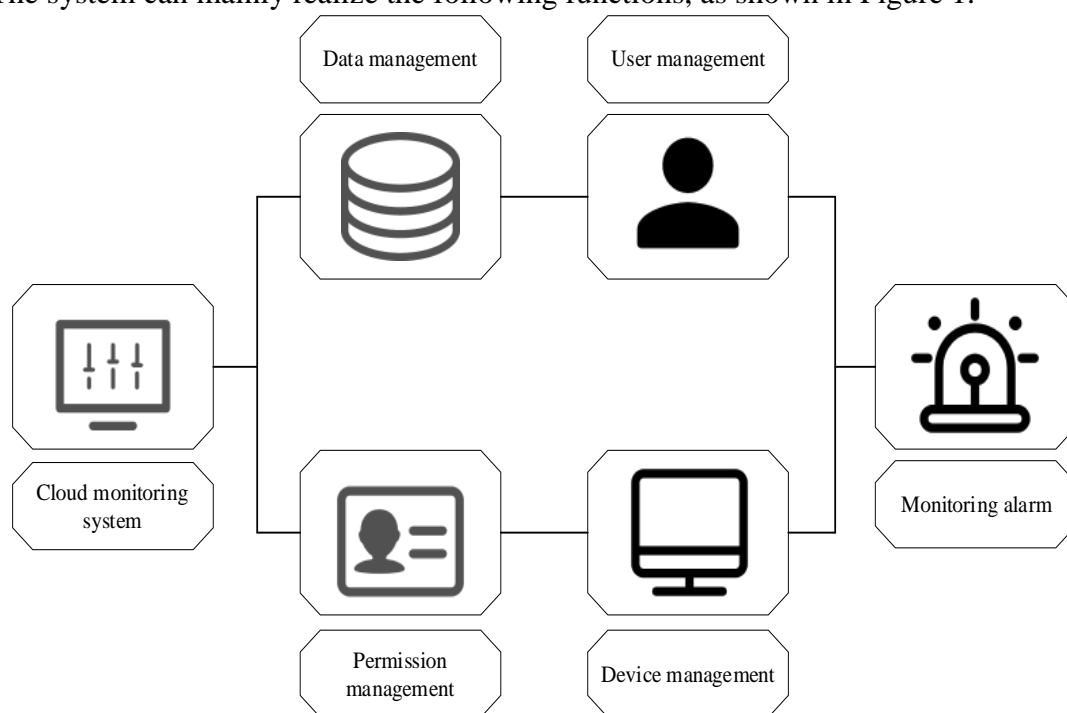 The system can mainly realize the following functions, as shown in Figure 1.
Data management
User management
Cloud monitoring
system
Monitoring alarm
Permission
management
Device management